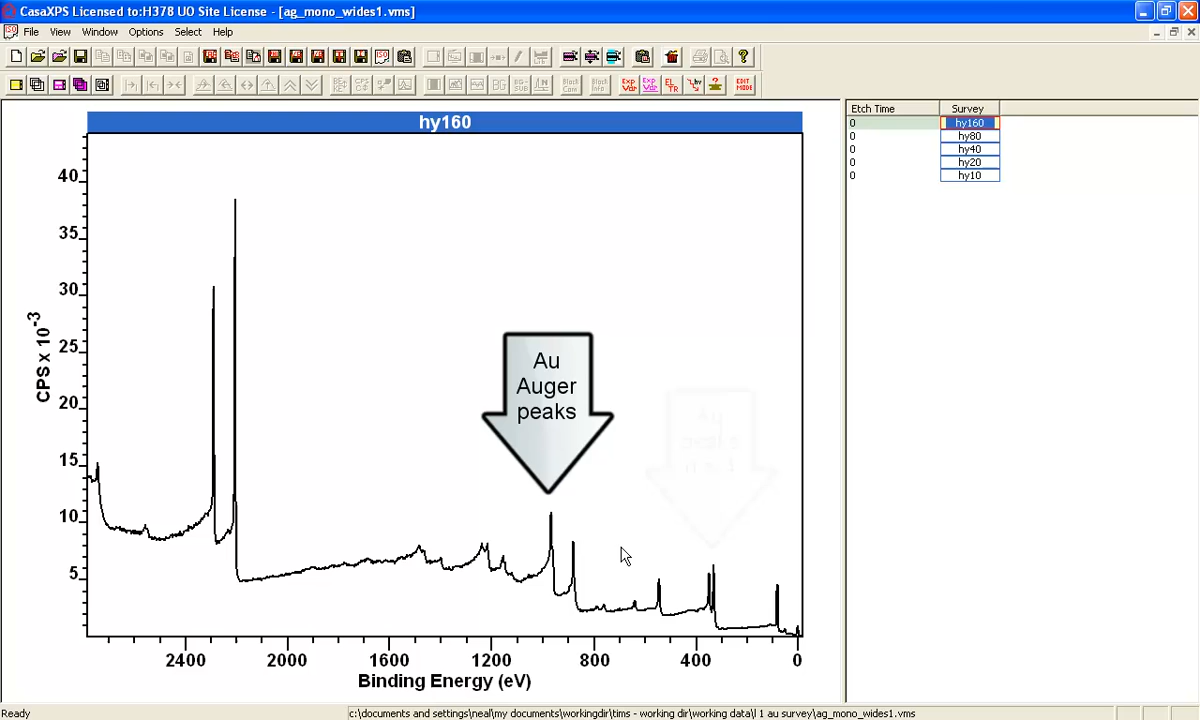 CasaXPS Licensed to:H378 UO Site License - [ag_mono_wides1.vms]
File View Window Options Select Help
hy160
Etch Time Survey
0 hy160
0 hy80
0 hy40
0 hy20
0 hy10
CPS x 10-3
40
35
30
25
20
15
10
5
Au
Auger
peaks
2400 2000 1600 1200 800 400 0
Binding Energy (eV)
Ready c:\documents and settings\neal\my documents\workingdir\tims - working dir\working data\l 1 au survey\ag_mono_wides1.vms